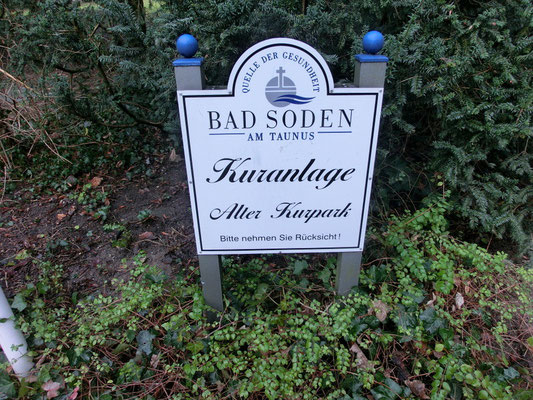 QUELLE DER GESUNDHEIT
BAD SODEN
AM TAUNUS
Kuranlage
Alter Kurpark
Bitte nehmen Sie Rücksicht!